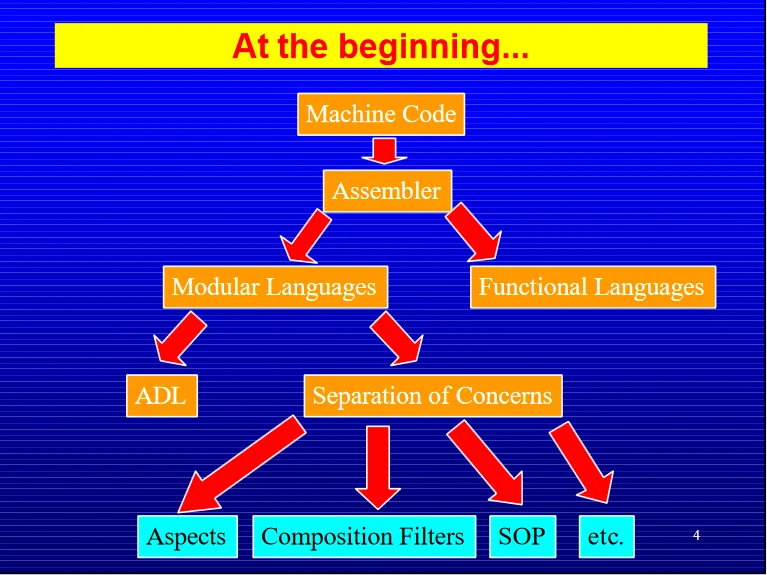 At the beginning...
Machine Code
Assembler
Modular Languages
Functional Languages
ADL
Separation of Concerns
Aspects
Composition Filters
SOP
etc.
4